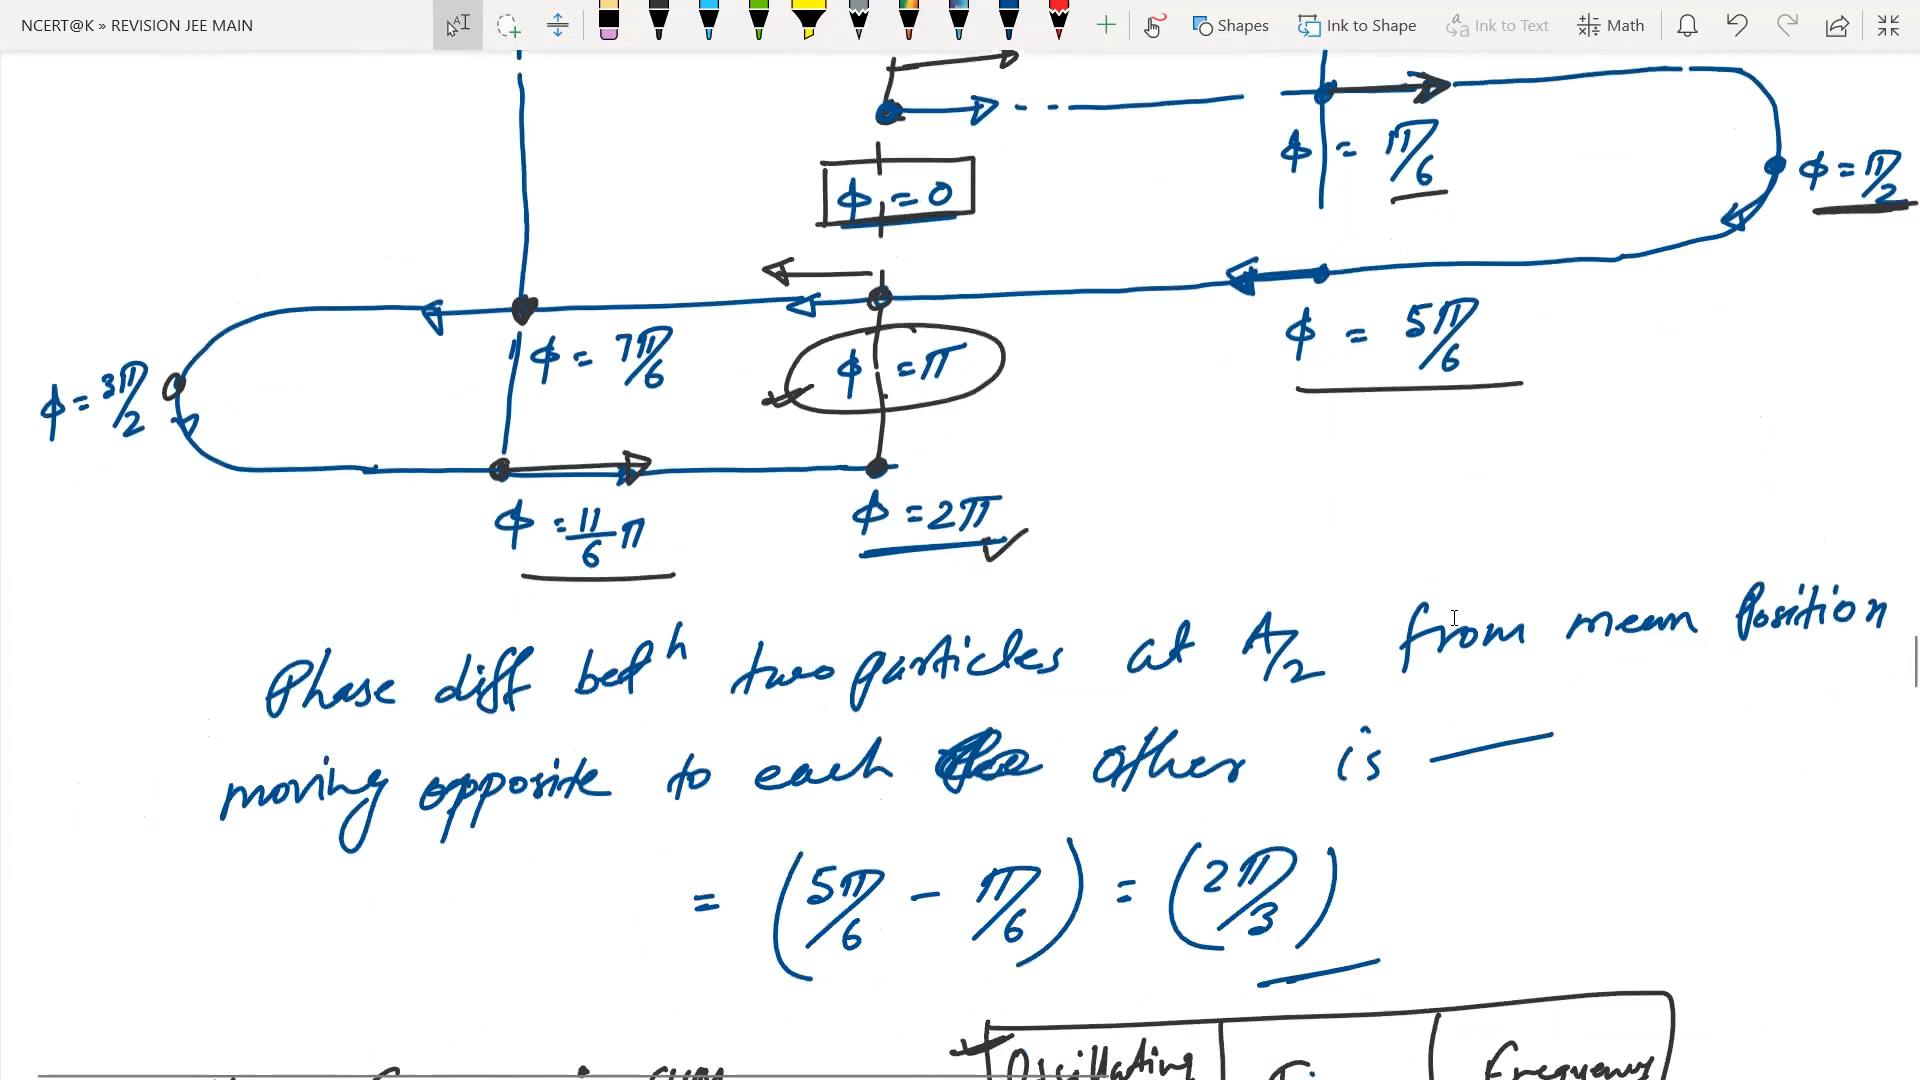 NCERT@K » REVISION JEE MAIN
Shapes Ink to Shape Ink to Text Math
ϕ = π/6
ϕ = π/2
ϕ = 0
ϕ = 5π/6
ϕ = 7π/6
ϕ = π
ϕ = 3π/2
ϕ = 11/6 π
ϕ = 2π
Phase diff betn two particles at A/2 from mean position
moving opposite to each other is —
= (5π/6 - π/6) = (2π/3)
Oscillating Frequency